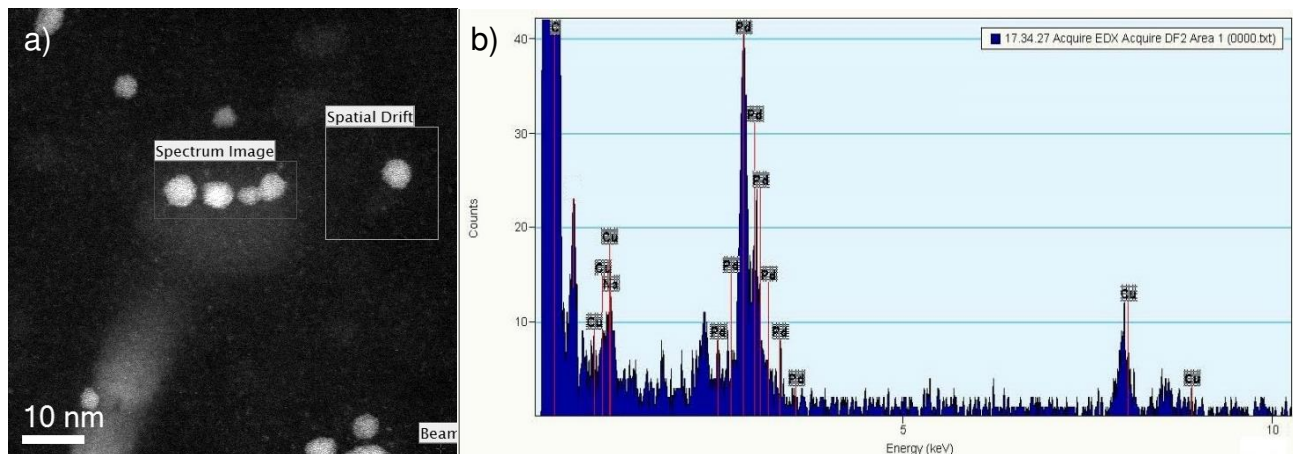 a)
Spatial Drift
Spectrum Image
10 nm
Beam
b)
17.34.27 Acquire EDX Acquire DF2 Area 1 (0000.txt)
Counts
40
30
20
10
C
Cu
Cu
Cu
Na
Pd
Pd
Pd
Pd
Pd
Pd
Pd
Pd
Cu
Cu
5
10
Energy (keV)